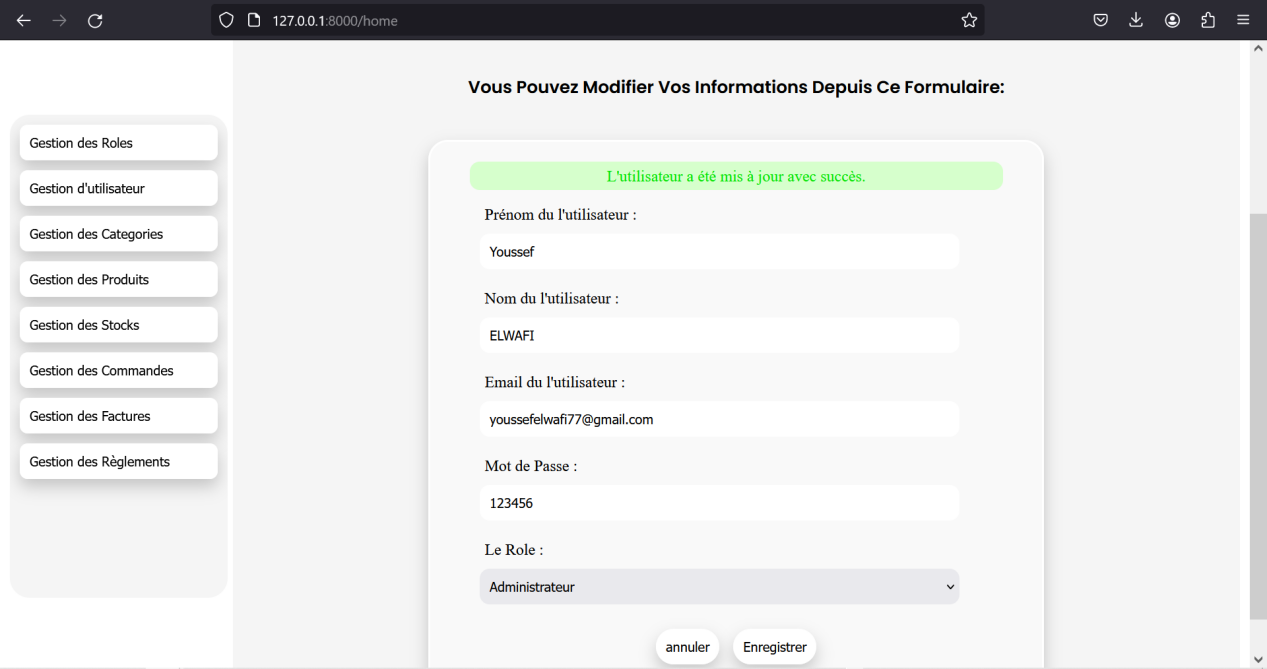 127.0.0.1:8000/home
Vous Pouvez Modifier Vos Informations Depuis Ce Formulaire:
Gestion des Roles
Gestion d'utilisateur
Gestion des Categories
Gestion des Produits
Gestion des Stocks
Gestion des Commandes
Gestion des Factures
Gestion des Règlements
L'utilisateur a été mis à jour avec succès.
Prénom du l'utilisateur :
Youssef
Nom du l'utilisateur :
ELWAFI
Email du l'utilisateur :
youssefelwafi77@gmail.com
Mot de Passe :
123456
Le Role :
Administrateur
annuler Enregistrer